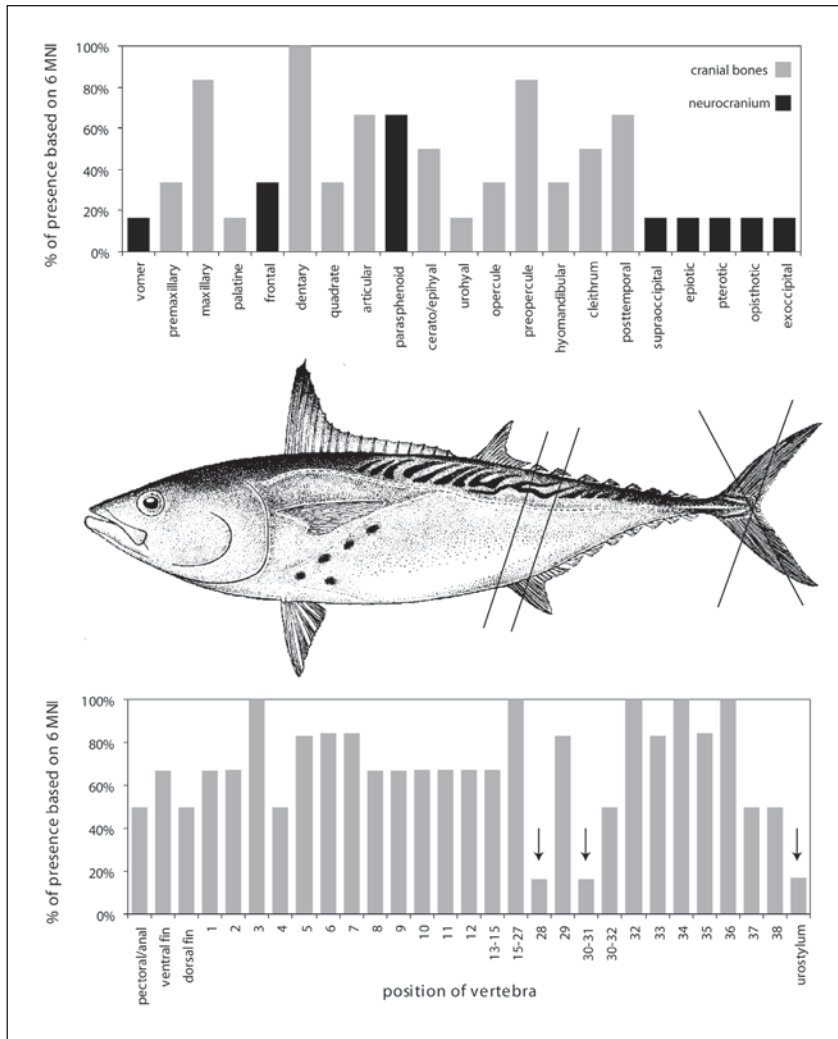 % of presence based on 6 MNI
100%
80%
60%
40%
20%
0%
cranial bones
neurocranium
vomer
premaxillary
maxillary
palatine
frontal
dentary
quadrate
articular
parasphenoid
cerato/epihyal
urohyal
opercule
preopercule
hyomandibular
cleithrum
posttemporal
supraoccipital
epiotic
pterotic
opisthotic
exoccipital
% of presence based on 6 MNI
100%
80%
60%
40%
20%
0%
pectoral/anal
ventral fin
dorsal fin
1
2
3
4
5
6
7
8
9
10
11
12
13-15
15-27
28
29
30-31
30-32
32
33
34
35
36
37
38
urostylum
position of vertebra